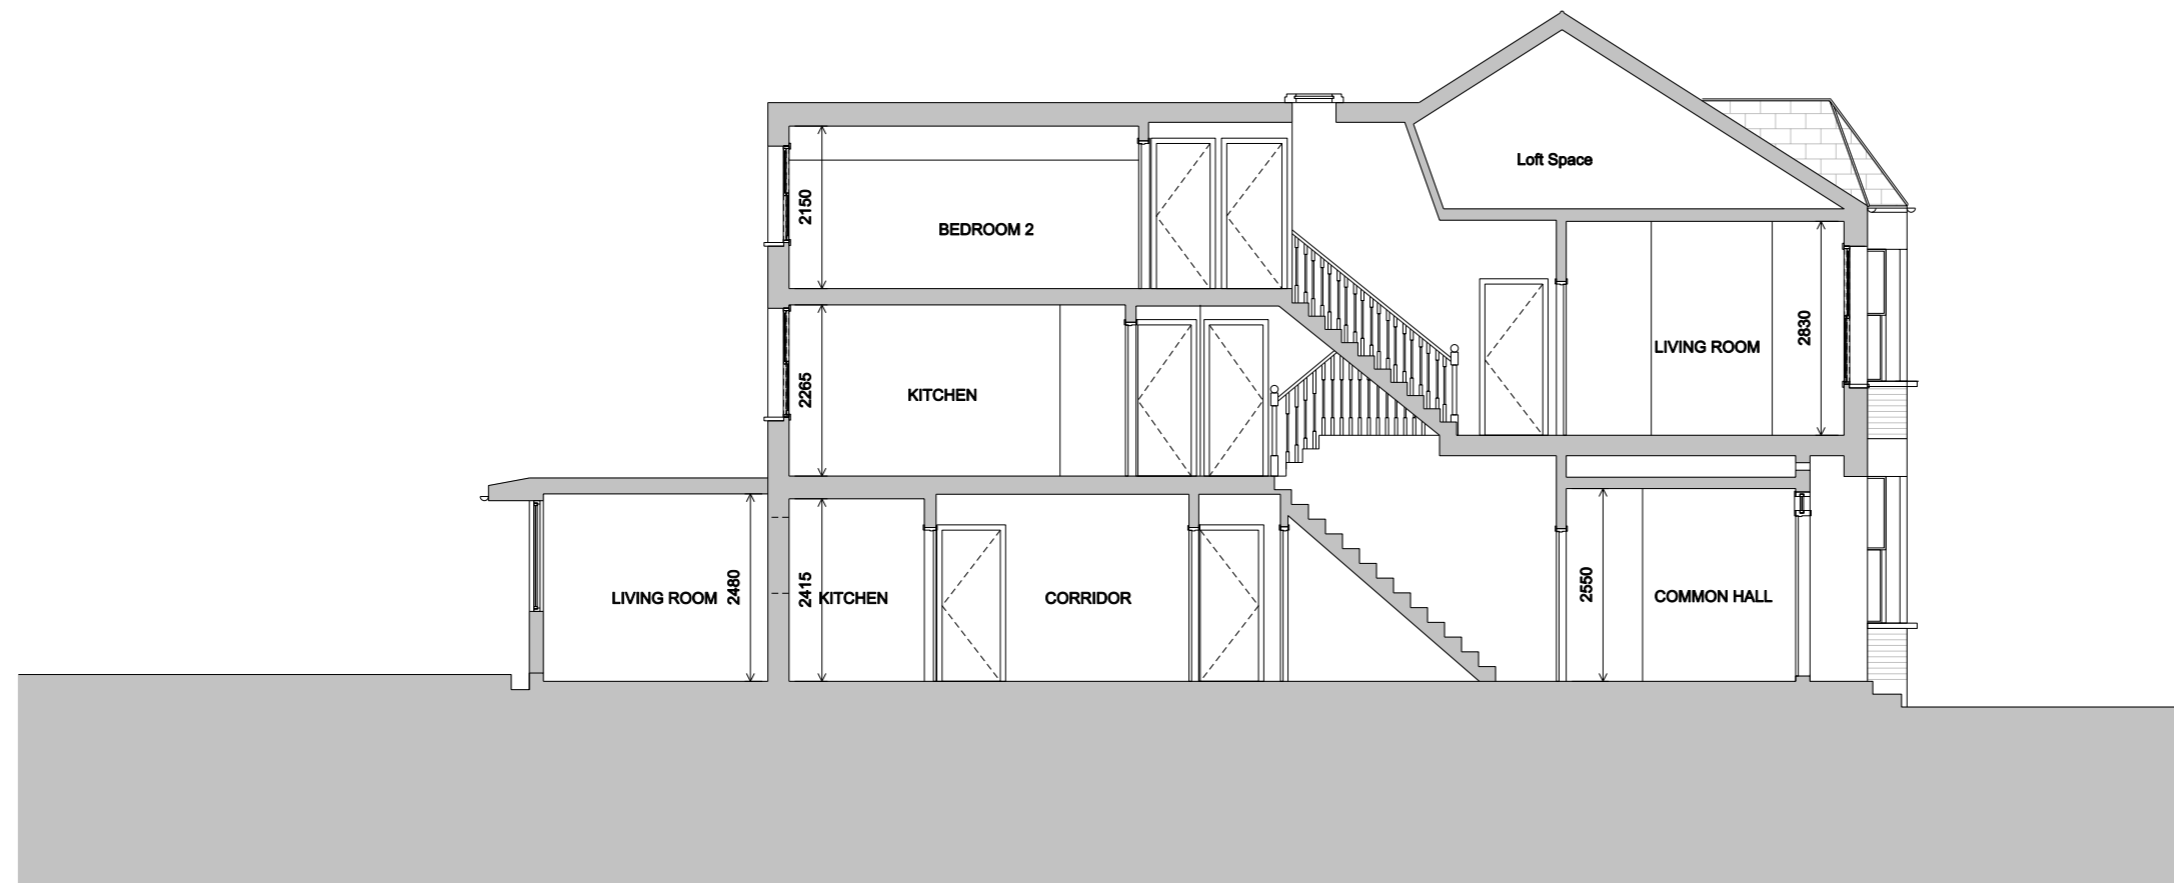 Loft Space
2150
BEDROOM 2
2830
LIVING ROOM
2265
KITCHEN
LIVING ROOM
2480
2415
KITCHEN
CORRIDOR
2550
COMMON HALL